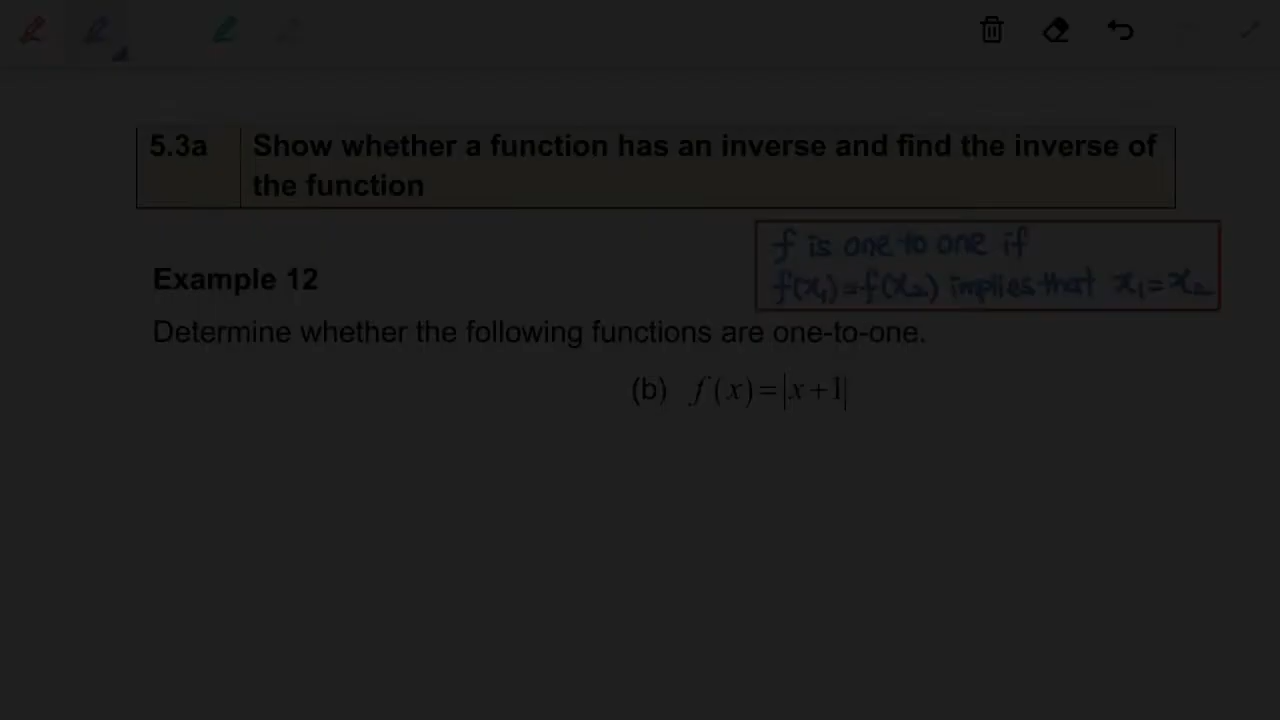 5.3a Show whether a function has an inverse and find the inverse of
the function
f is one to one if
f(x₁)=f(x₂) implies that x₁=x₂
Example 12
Determine whether the following functions are one-to-one.
(b) f(x)=|x+1|